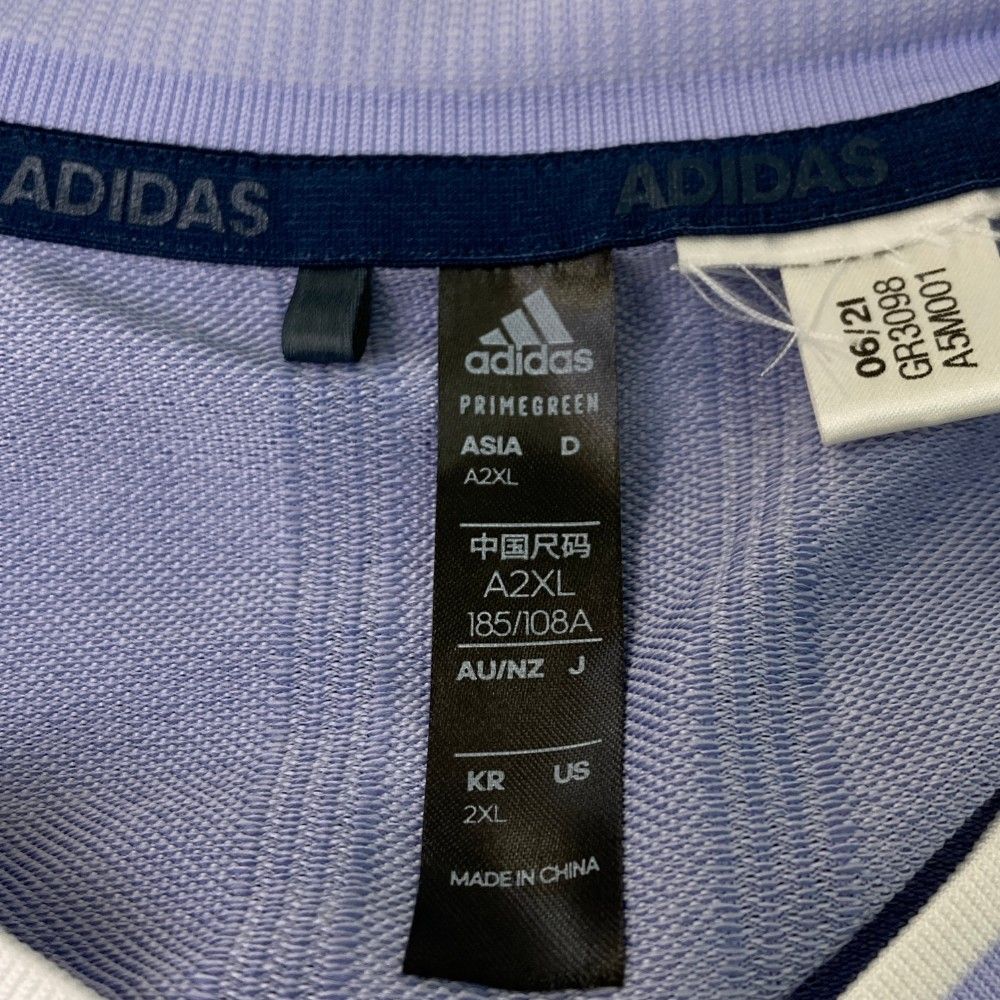 ADIDAS ADIDAS
adidas
PRIMEGREEN
ASIA D
A2XL
中国尺码
A2XL
185/108A
AU/NZ J
KR US
2XL
MADE IN CHINA
06/21
GR3098
A5M001